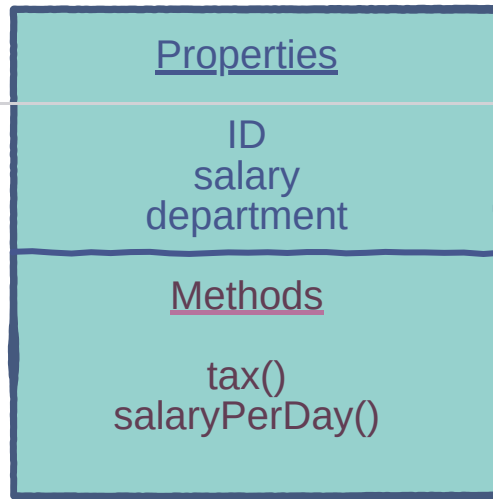 Properties
ID
salary
department
Methods
tax()
salaryPerDay()